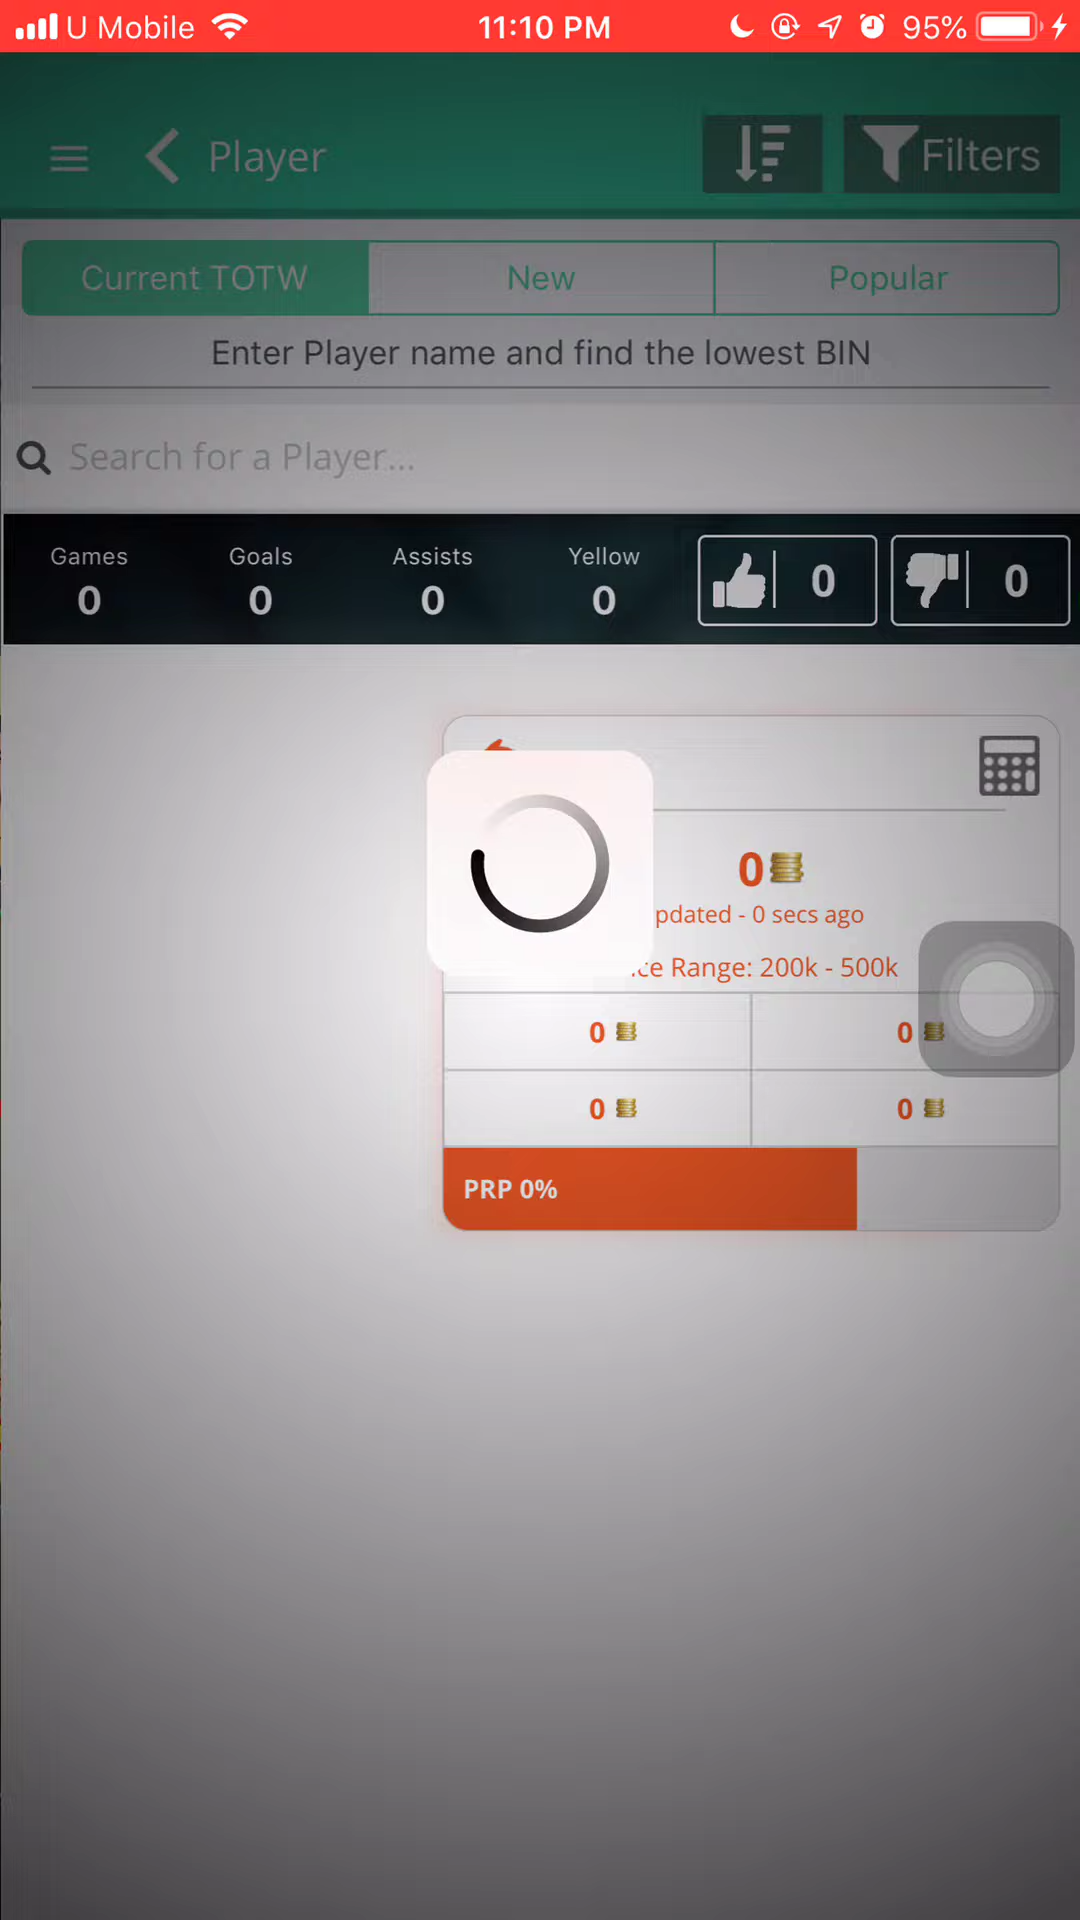 U Mobile 11:10 PM 95%
Player Filters
Current TOTW New Popular
Enter Player name and find the lowest BIN
Search for a Player...
Games Goals Assists Yellow
0 0 0 0 0 0
0
pdated - 0 secs ago
ce Range: 200k - 500k
0 0
0 0
PRP 0%